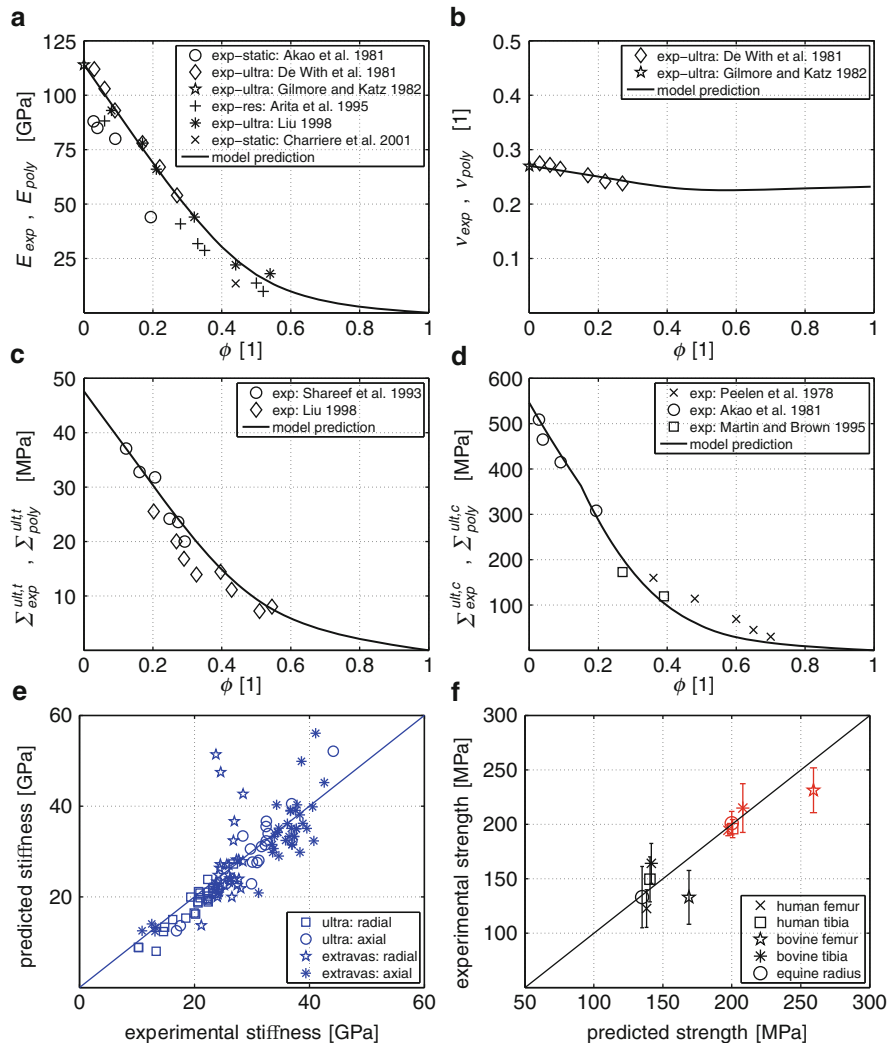 a
E_exp , E_poly [GPa]
125
100
75
50
25
0
0.2
0.4
0.6
0.8
1
ϕ [1]
exp-static: Akao et al. 1981
exp-ultra: De With et al. 1981
exp-ultra: Gilmore and Katz 1982
exp-res: Arita et al. 1995
exp-ultra: Liu 1998
exp-static: Charriere et al. 2001
model prediction
b
ν_exp , ν_poly [1]
0.5
0.4
0.3
0.2
0.1
0
0.2
0.4
0.6
0.8
1
ϕ [1]
exp-ultra: De With et al. 1981
exp-ultra: Gilmore and Katz 1982
model prediction
c
Σ_exp^ult,t , Σ_poly^ult,t [MPa]
50
40
30
20
10
0
0.2
0.4
0.6
0.8
1
ϕ [1]
exp: Shareef et al. 1993
exp: Liu 1998
model prediction
d
Σ_exp^ult,c , Σ_poly^ult,c [MPa]
600
500
400
300
200
100
0
0.2
0.4
0.6
0.8
1
ϕ [1]
exp: Peelen et al. 1978
exp: Akao et al. 1981
exp: Martin and Brown 1995
model prediction
e
predicted stiffness [GPa]
60
40
20
0
20
40
60
experimental stiffness [GPa]
ultra: radial
ultra: axial
extravas: radial
extravas: axial
f
experimental strength [MPa]
300
250
200
150
100
50
100
150
200
250
300
predicted strength [MPa]
human femur
human tibia
bovine femur
bovine tibia
equine radius